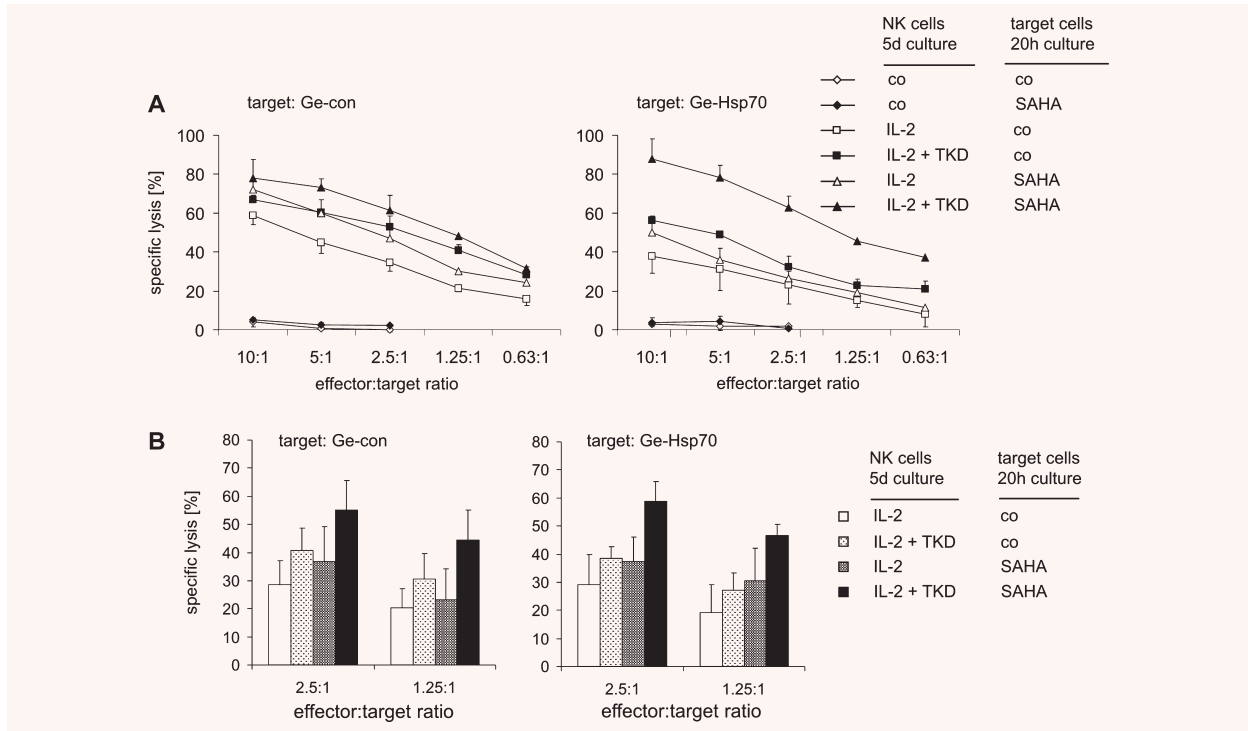 NK cells target cells
5d culture 20h culture
co co
co SAHA
IL-2 co
IL-2 + TKD co
IL-2 SAHA
IL-2 + TKD SAHA
A
target: Ge-con
100
80
60
40
20
0
specific lysis [%]
10:1 5:1 2.5:1 1.25:1 0.63:1
effector:target ratio
target: Ge-Hsp70
100
80
60
40
20
0
10:1 5:1 2.5:1 1.25:1 0.63:1
effector:target ratio
B
target: Ge-con
80
70
60
50
40
30
20
10
0
specific lysis [%]
2.5:1 1.25:1
effector:target ratio
target: Ge-Hsp70
80
70
60
50
40
30
20
10
0
2.5:1 1.25:1
effector:target ratio
NK cells target cells
5d culture 20h culture
IL-2 co
IL-2 + TKD co
IL-2 SAHA
IL-2 + TKD SAHA